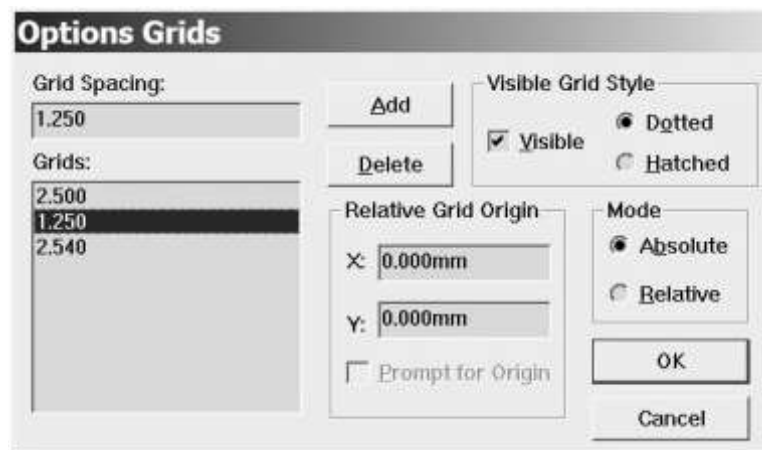 Options Grids
Grid Spacing:
1.250
Grids:
2.500
1.250
2.540
Add
Delete
Visible Grid Style
Visible
Dotted
Hatched
Relative Grid Origin
X: 0.000mm
Y: 0.000mm
Prompt for Origin
Mode
Absolute
Relative
OK
Cancel